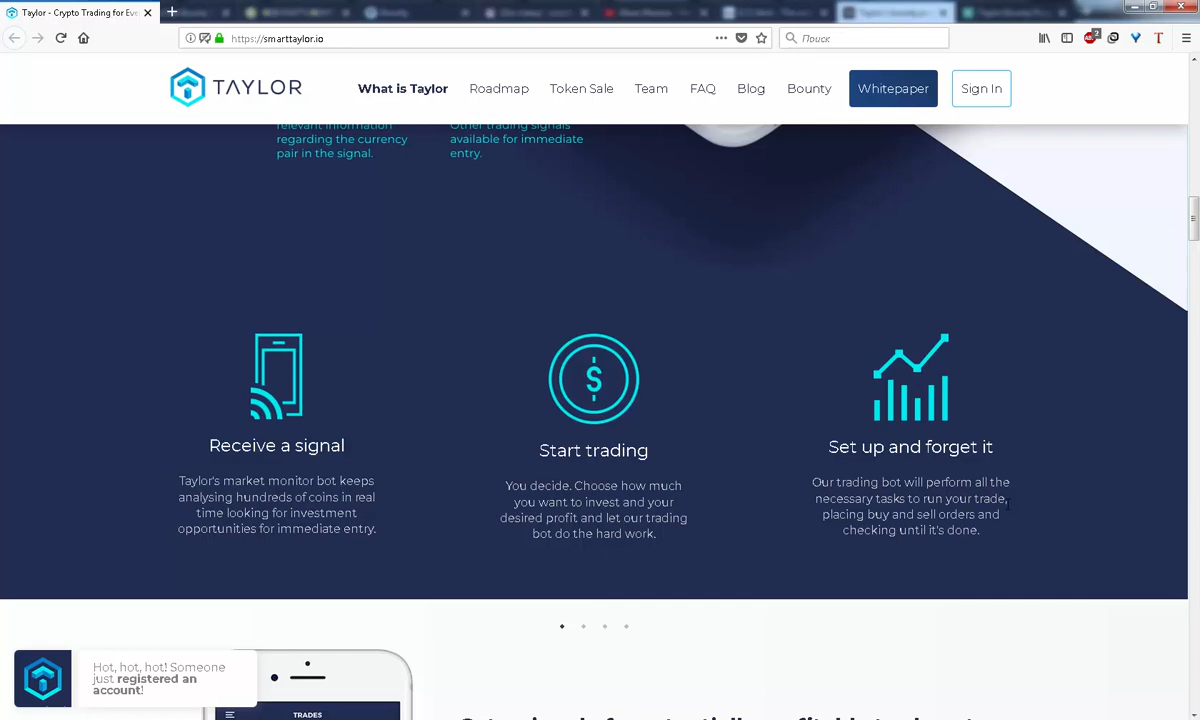 Taylor - Crypto Trading for Eve
https://smarttaylor.io
Поиск
2
TAYLOR
What is Taylor
Roadmap
Token Sale
Team
FAQ
Blog
Bounty
Whitepaper
Sign In
relevant information
regarding the currency
pair in the signal.
Other trading signals
available for immediate
entry.
Receive a signal
Taylor's market monitor bot keeps
analysing hundreds of coins in real
time looking for investment
opportunities for immediate entry.
Start trading
You decide. Choose how much
you want to invest and your
desired profit and let our trading
bot do the hard work.
Set up and forget it
Our trading bot will perform all the
necessary tasks to run your trade,
placing buy and sell orders and
checking until it's done.
Hot, hot, hot! Someone
just registered an
account!
TRADES